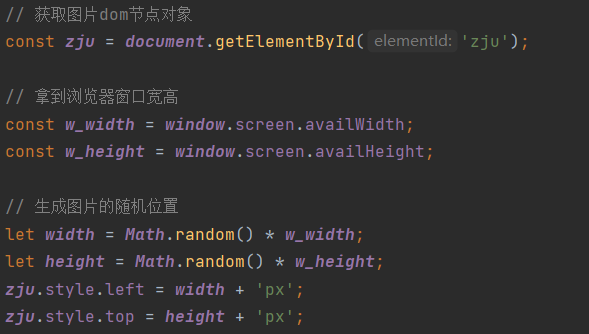 // 获取图片dom节点对象
const zju = document.getElementById( elementId: 'zju');
// 拿到浏览器窗口宽高
const w_width = window.screen.availWidth;
const w_height = window.screen.availHeight;
// 生成图片的随机位置
let width = Math.random() * w_width;
let height = Math.random() * w_height;
zju.style.left = width + 'px';
zju.style.top = height + 'px';